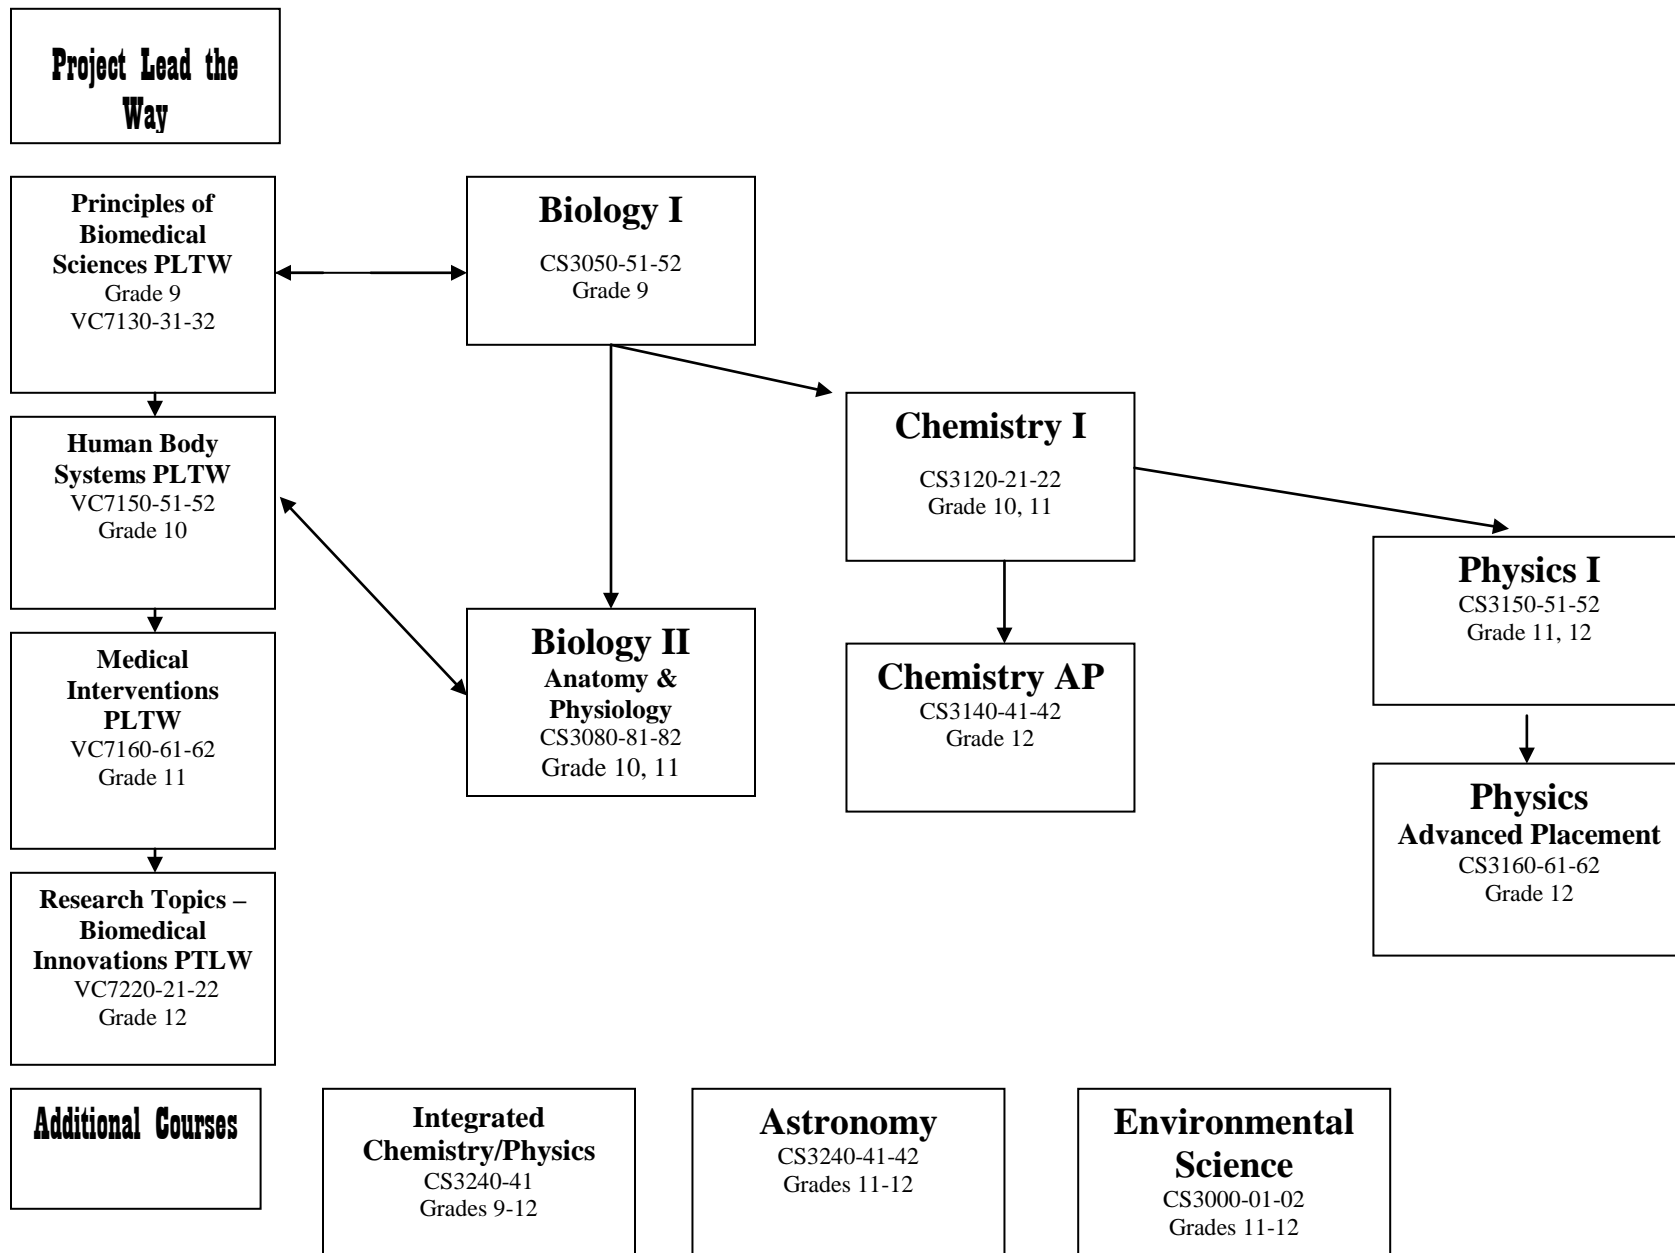 Project Lead the
Way
Principles of
Biomedical
Sciences PLTW
Grade 9
VC7130-31-32
Biology I
CS3050-51-52
Grade 9
Human Body
Systems PLTW
VC7150-51-52
Grade 10
Chemistry I
CS3120-21-22
Grade 10, 11
Physics I
CS3150-51-52
Grade 11, 12
Medical
Interventions
PLTW
VC7160-61-62
Grade 11
Biology II
Anatomy &
Physiology
CS3080-81-82
Grade 10, 11
Chemistry AP
CS3140-41-42
Grade 12
Physics
Advanced Placement
CS3160-61-62
Grade 12
Research Topics –
Biomedical
Innovations PTLW
VC7220-21-22
Grade 12
Additional Courses
Integrated
Chemistry/Physics
CS3240-41
Grades 9-12
Astronomy
CS3240-41-42
Grades 11-12
Environmental
Science
CS3000-01-02
Grades 11-12